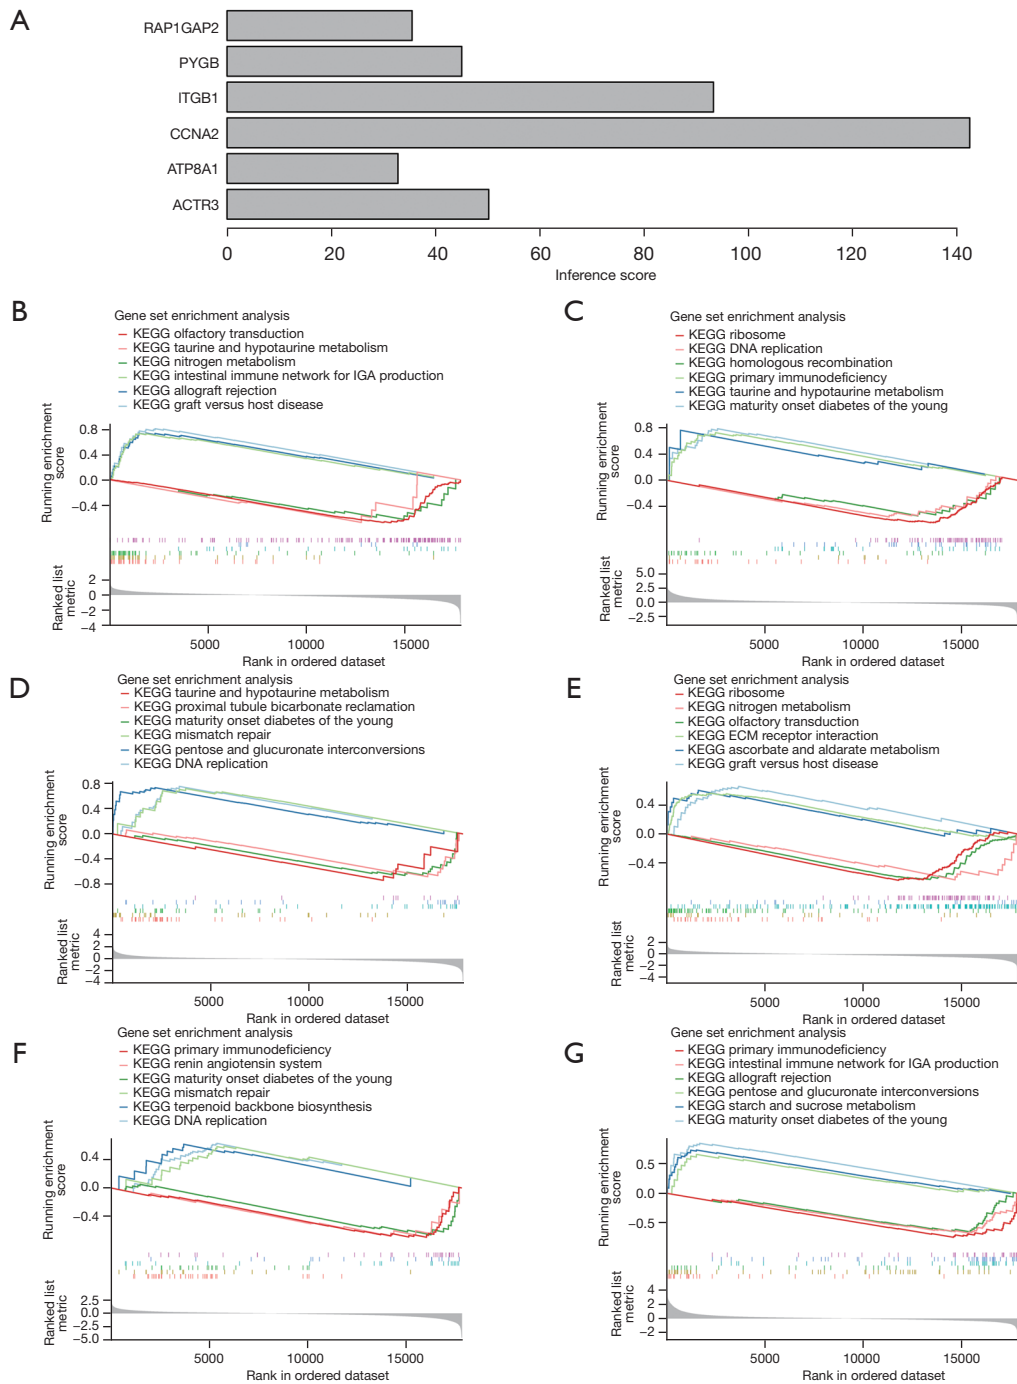 A
RAP1GAP2
PYGB
ITGB1
CCNA2
ATP8A1
ACTR3
0 20 40 60 80 100 120 140
Inference score
B
Gene set enrichment analysis
KEGG olfactory transduction
KEGG taurine and hypotaurine metabolism
KEGG nitrogen metabolism
KEGG intestinal immune network for IGA production
KEGG allograft rejection
KEGG graft versus host disease
Running enrichment
score
0.8
0.4
0.0
−0.4
Ranked list
metric
2
0
−2
−4
5000 10000 15000
Rank in ordered dataset
C
Gene set enrichment analysis
KEGG ribosome
KEGG DNA replication
KEGG homologous recombination
KEGG primary immunodeficiency
KEGG taurine and hypotaurine metabolism
KEGG maturity onset diabetes of the young
Running enrichment
score
0.8
0.4
0.0
−0.4
Ranked list
metric
5.0
2.5
0.0
−2.5
5000 10000 15000
Rank in ordered dataset
D
Gene set enrichment analysis
KEGG taurine and hypotaurine metabolism
KEGG proximal tubule bicarbonate reclamation
KEGG maturity onset diabetes of the young
KEGG mismatch repair
KEGG pentose and glucuronate interconversions
KEGG DNA replication
Running enrichment
score
0.8
0.4
0.0
−0.4
−0.8
Ranked list
metric
4
2
0
−2
−4
5000 10000 15000
Rank in ordered dataset
E
Gene set enrichment analysis
KEGG ribosome
KEGG nitrogen metabolism
KEGG olfactory transduction
KEGG ECM receptor interaction
KEGG ascorbate and aldarate metabolism
KEGG graft versus host disease
Running enrichment
score
0.4
0.0
−0.4
Ranked list
metric
2
0
−2
−4
5000 10000 15000
Rank in ordered dataset
F
Gene set enrichment analysis
KEGG primary immunodeficiency
KEGG renin angiotensin system
KEGG maturity onset diabetes of the young
KEGG mismatch repair
KEGG terpenoid backbone biosynthesis
KEGG DNA replication
Running enrichment
score
0.4
0.0
−0.4
Ranked list
metric
2.5
0.0
−2.5
−5.0
5000 10000 15000
Rank in ordered dataset
G
Gene set enrichment analysis
KEGG primary immunodeficiency
KEGG intestinal immune network for IGA production
KEGG allograft rejection
KEGG pentose and glucuronate interconversions
KEGG starch and sucrose metabolism
KEGG maturity onset diabetes of the young
Running enrichment
score
0.5
0.0
−0.5
Ranked list
metric
4
2
0
−2
5000 10000 15000
Rank in ordered dataset